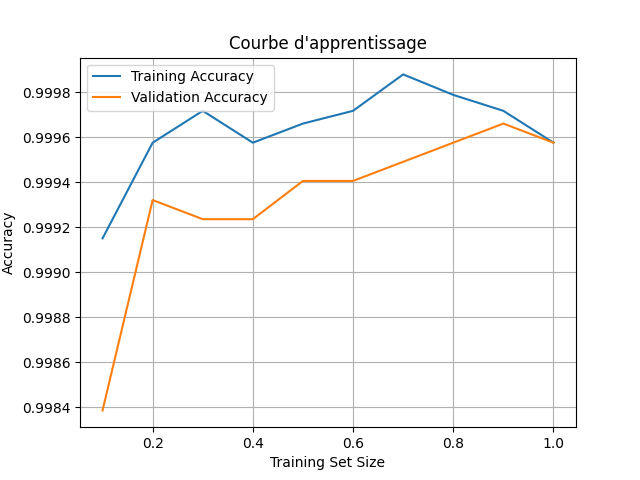 Courbe d'apprentissage
Training Accuracy
Validation Accuracy
0.9998
0.9996
0.9994
0.9992
0.9990
0.9988
0.9986
0.9984
Accuracy
0.2 0.4 0.6 0.8 1.0
Training Set Size